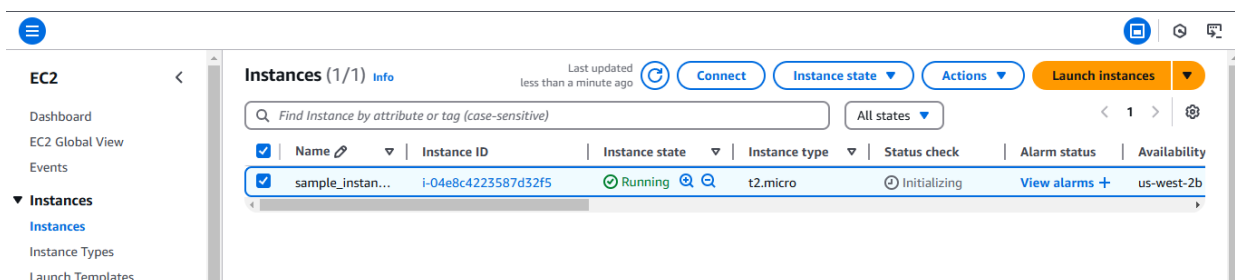 EC2
Dashboard
EC2 Global View
Events
Instances
Instances
Instance Types
Launch Templates
Instances (1/1) Info
Last updated
less than a minute ago
Connect
Instance state
Actions
Launch instances
Find Instance by attribute or tag (case-sensitive)
All states
1
Name Instance ID Instance state Instance type Status check Alarm status Availability
sample_instan... i-04e8c4223587d32f5 Running t2.micro Initializing View alarms + us-west-2b